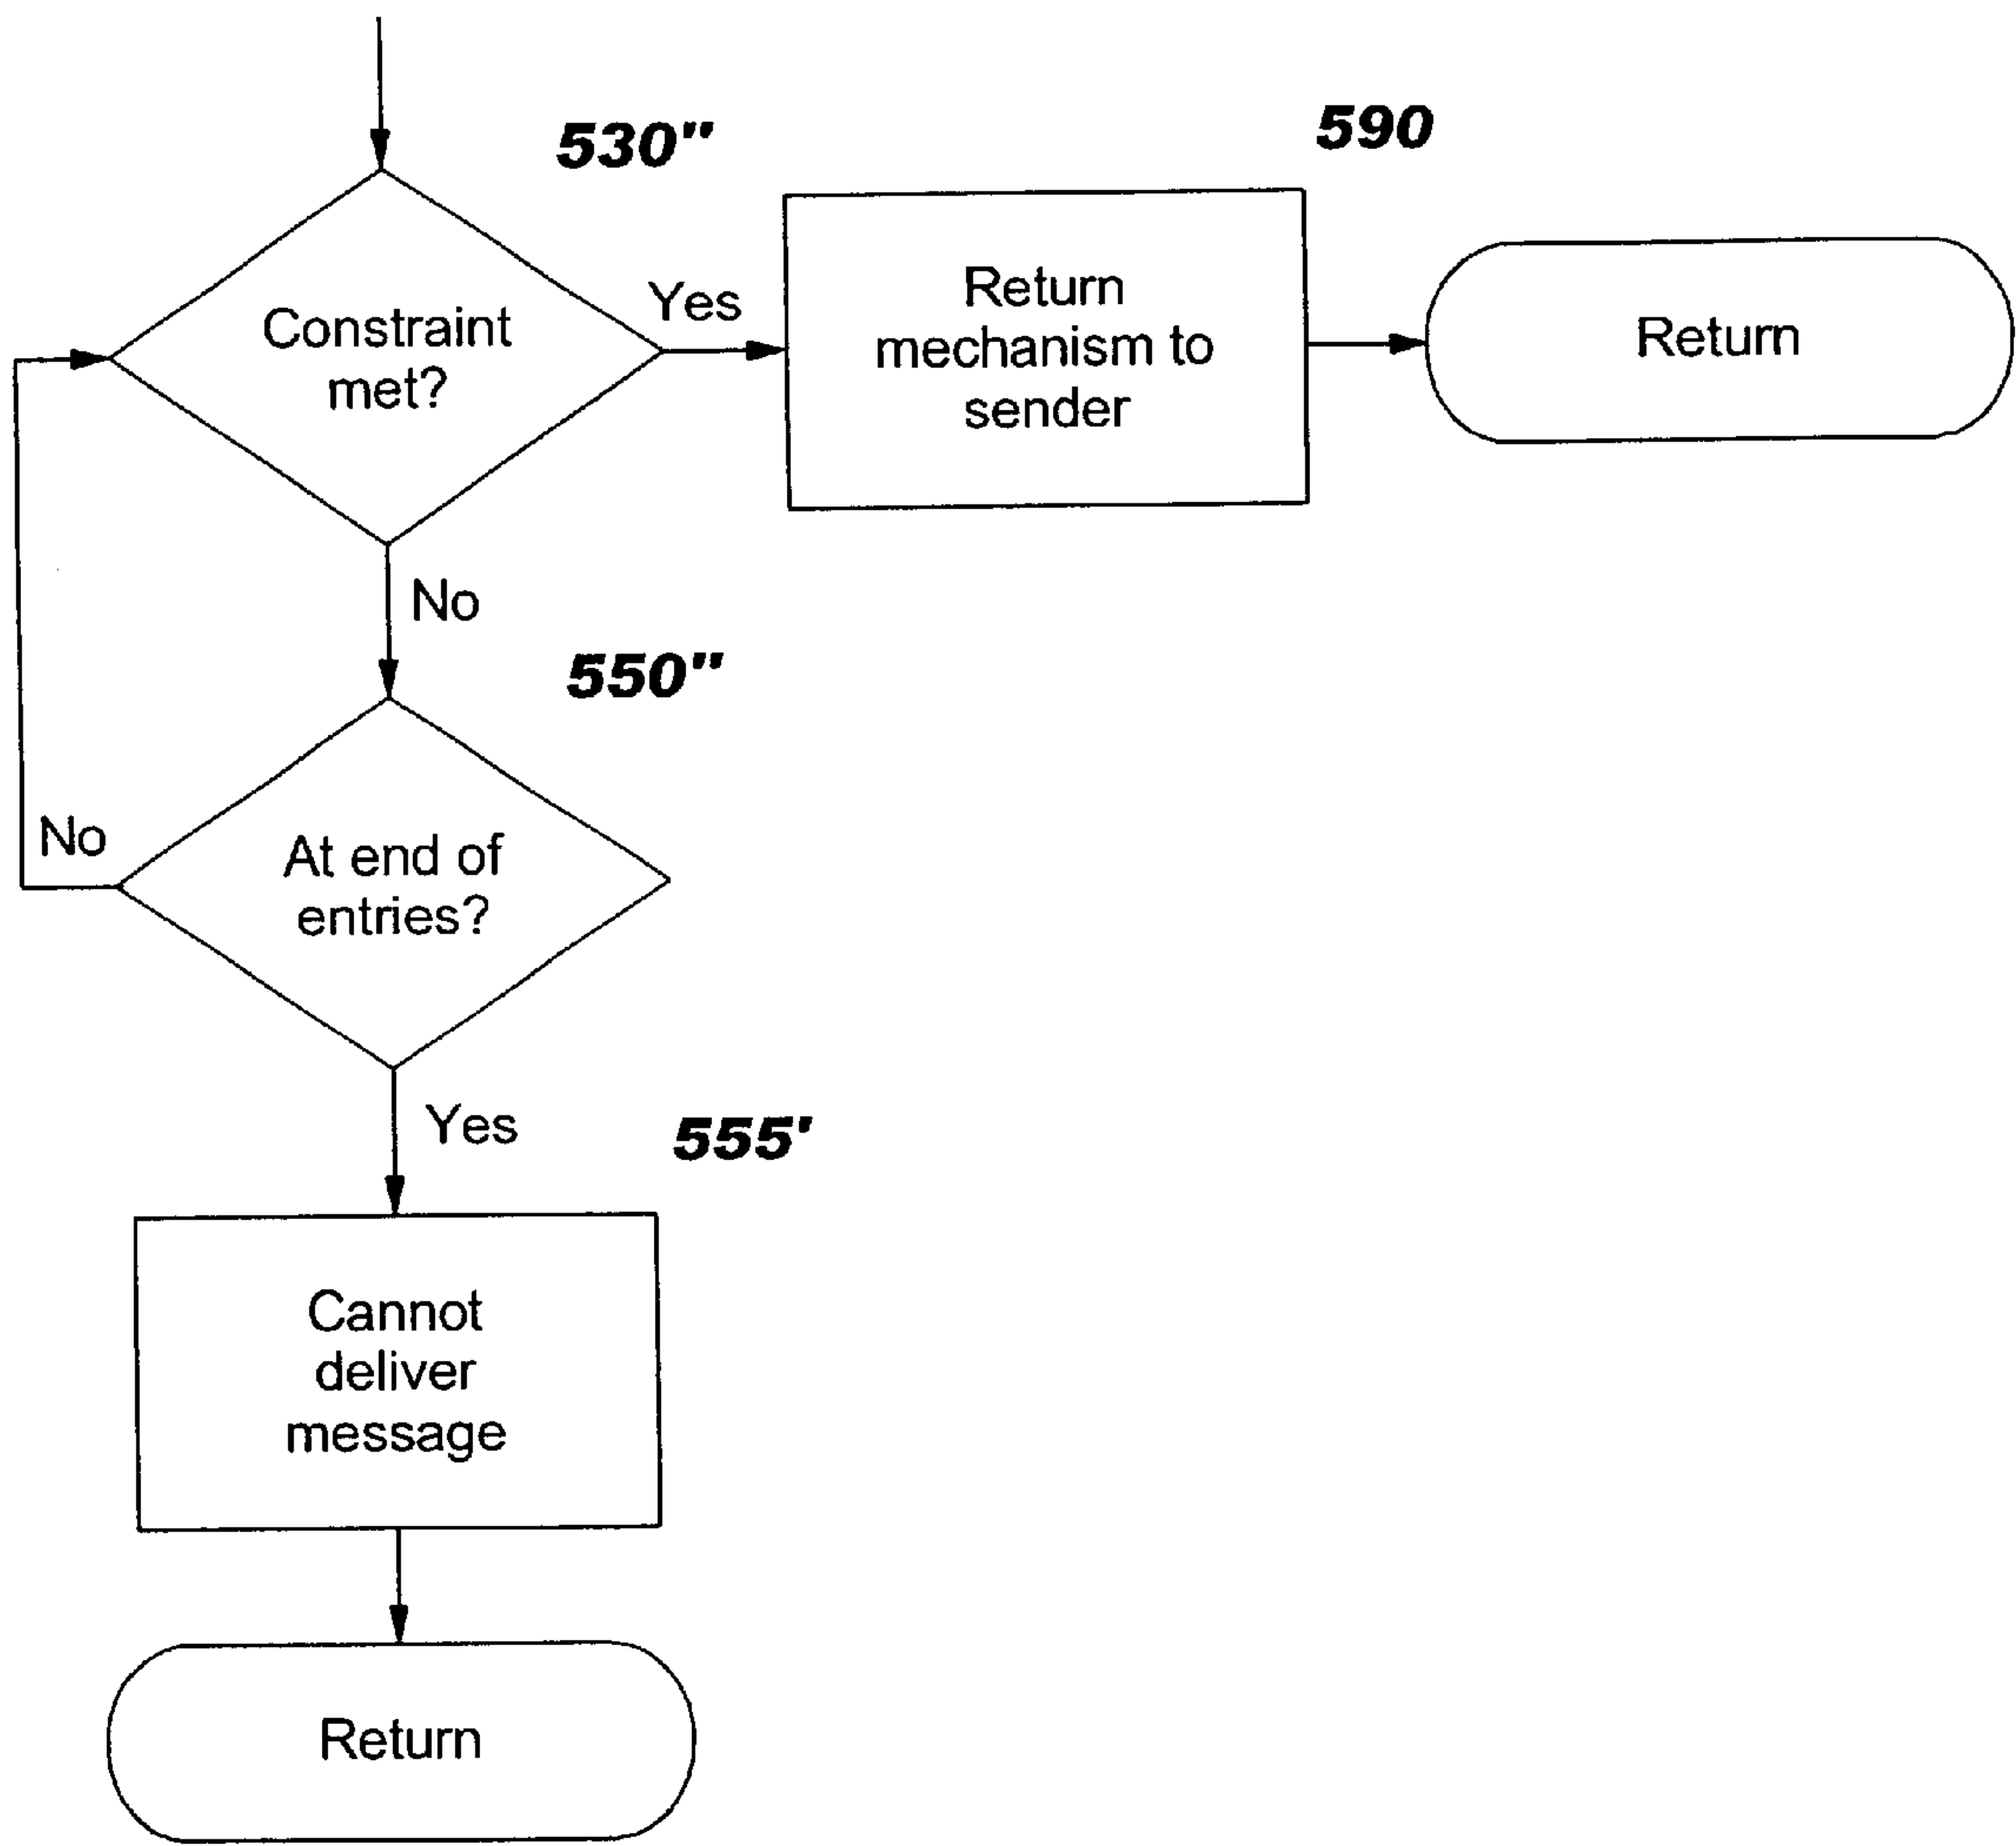 530"
590
Constraint
met?
Yes
Return
mechanism to
sender
Return
No
550"
No
At end of
entries?
Yes
555'
Cannot
deliver
message
Return